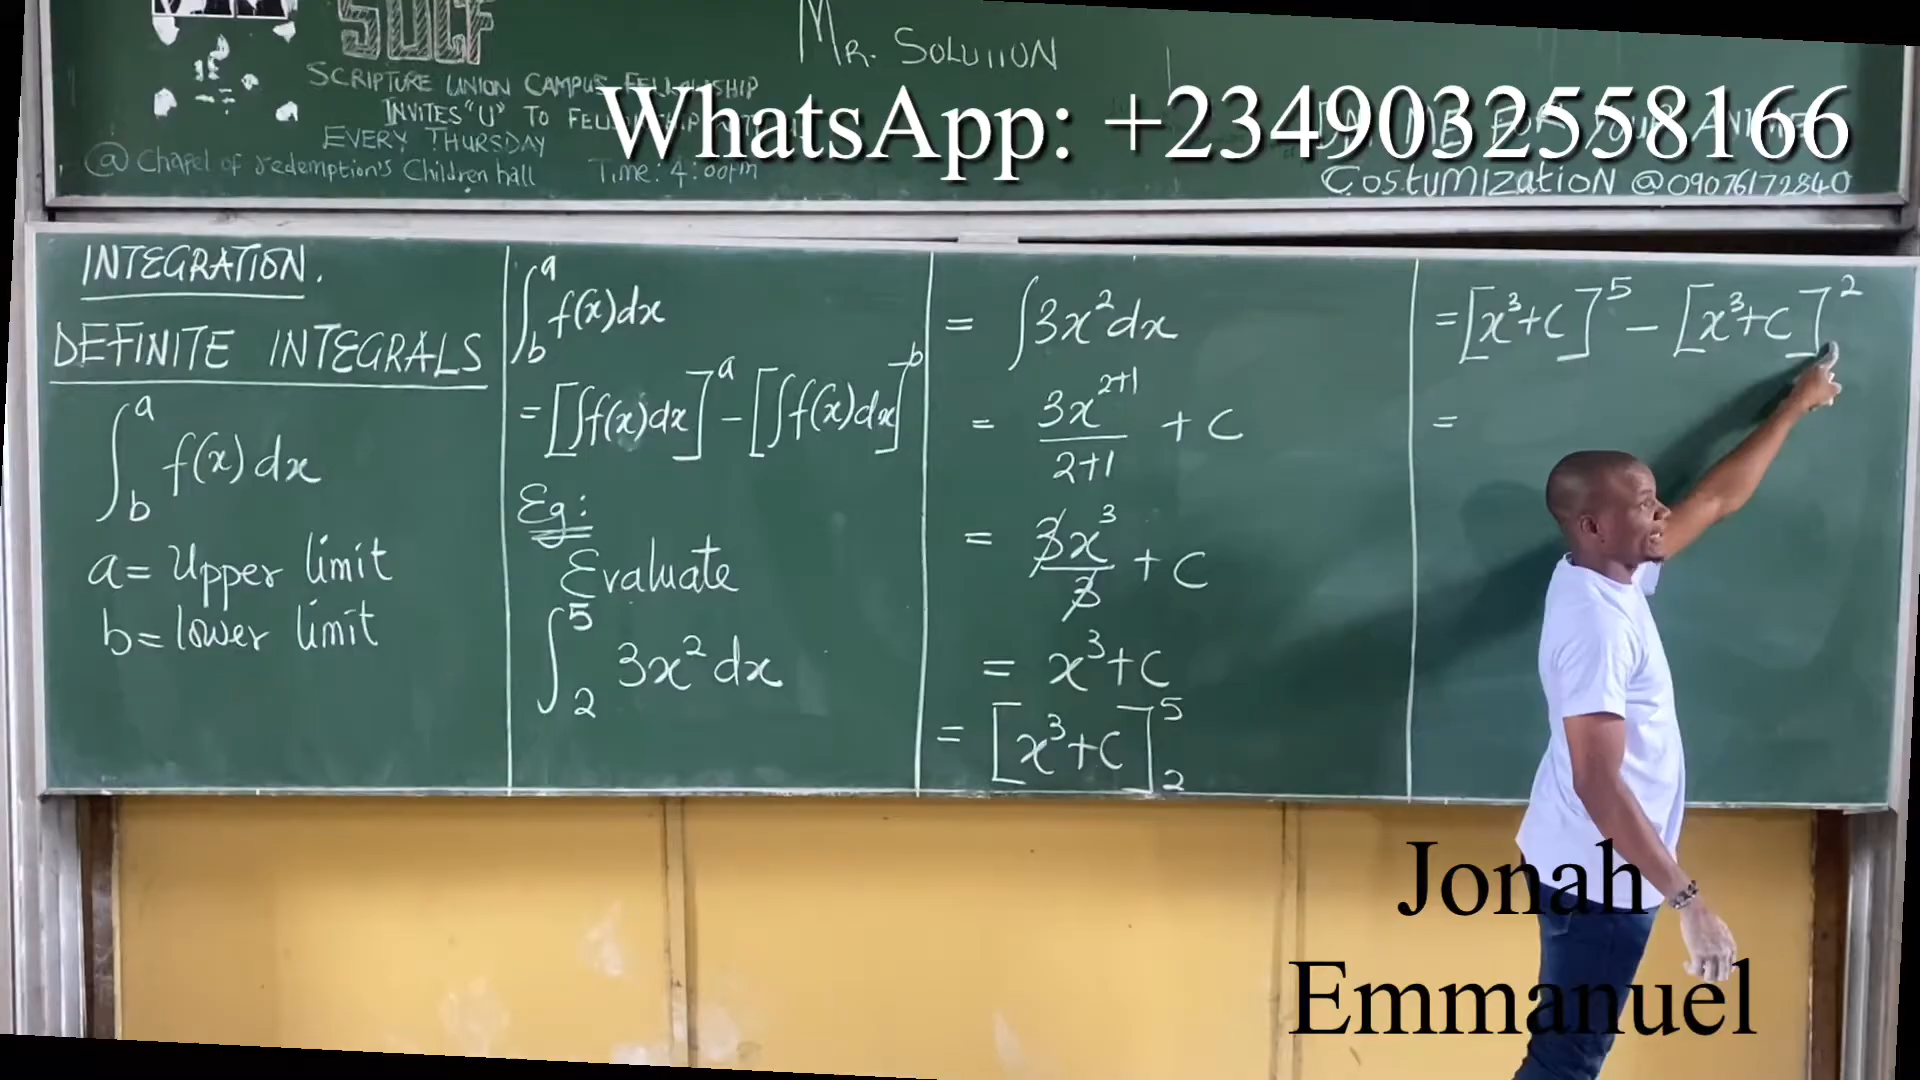 SUCF
MR. SOLUTION
SCRIPTURE UNION CAMPUS FELLOWSHIP
INVITES "U" TO
EVERY THURSDAY
@ Chapel of redemption's Children hall Time: 4:00pm
WhatsApp: +2349032558166
COSTUMIZATION @09076172840
INTEGRATION.
DEFINITE INTEGRALS
∫_b^a f(x) dx
a = Upper limit
b = lower limit
∫_b^a f(x) dx
= [∫f(x)dx]^a - [∫f(x)dx]^b
Eg:
Evaluate
∫_2^5 3x² dx
= ∫3x²dx
= 3x^(2+1)/(2+1) + C
= 3x³/3 + C
= x³+C
= [x³+C]_2^5
= [x³+C]^5 - [x³+C]^2
=
Jonah
Emmanuel